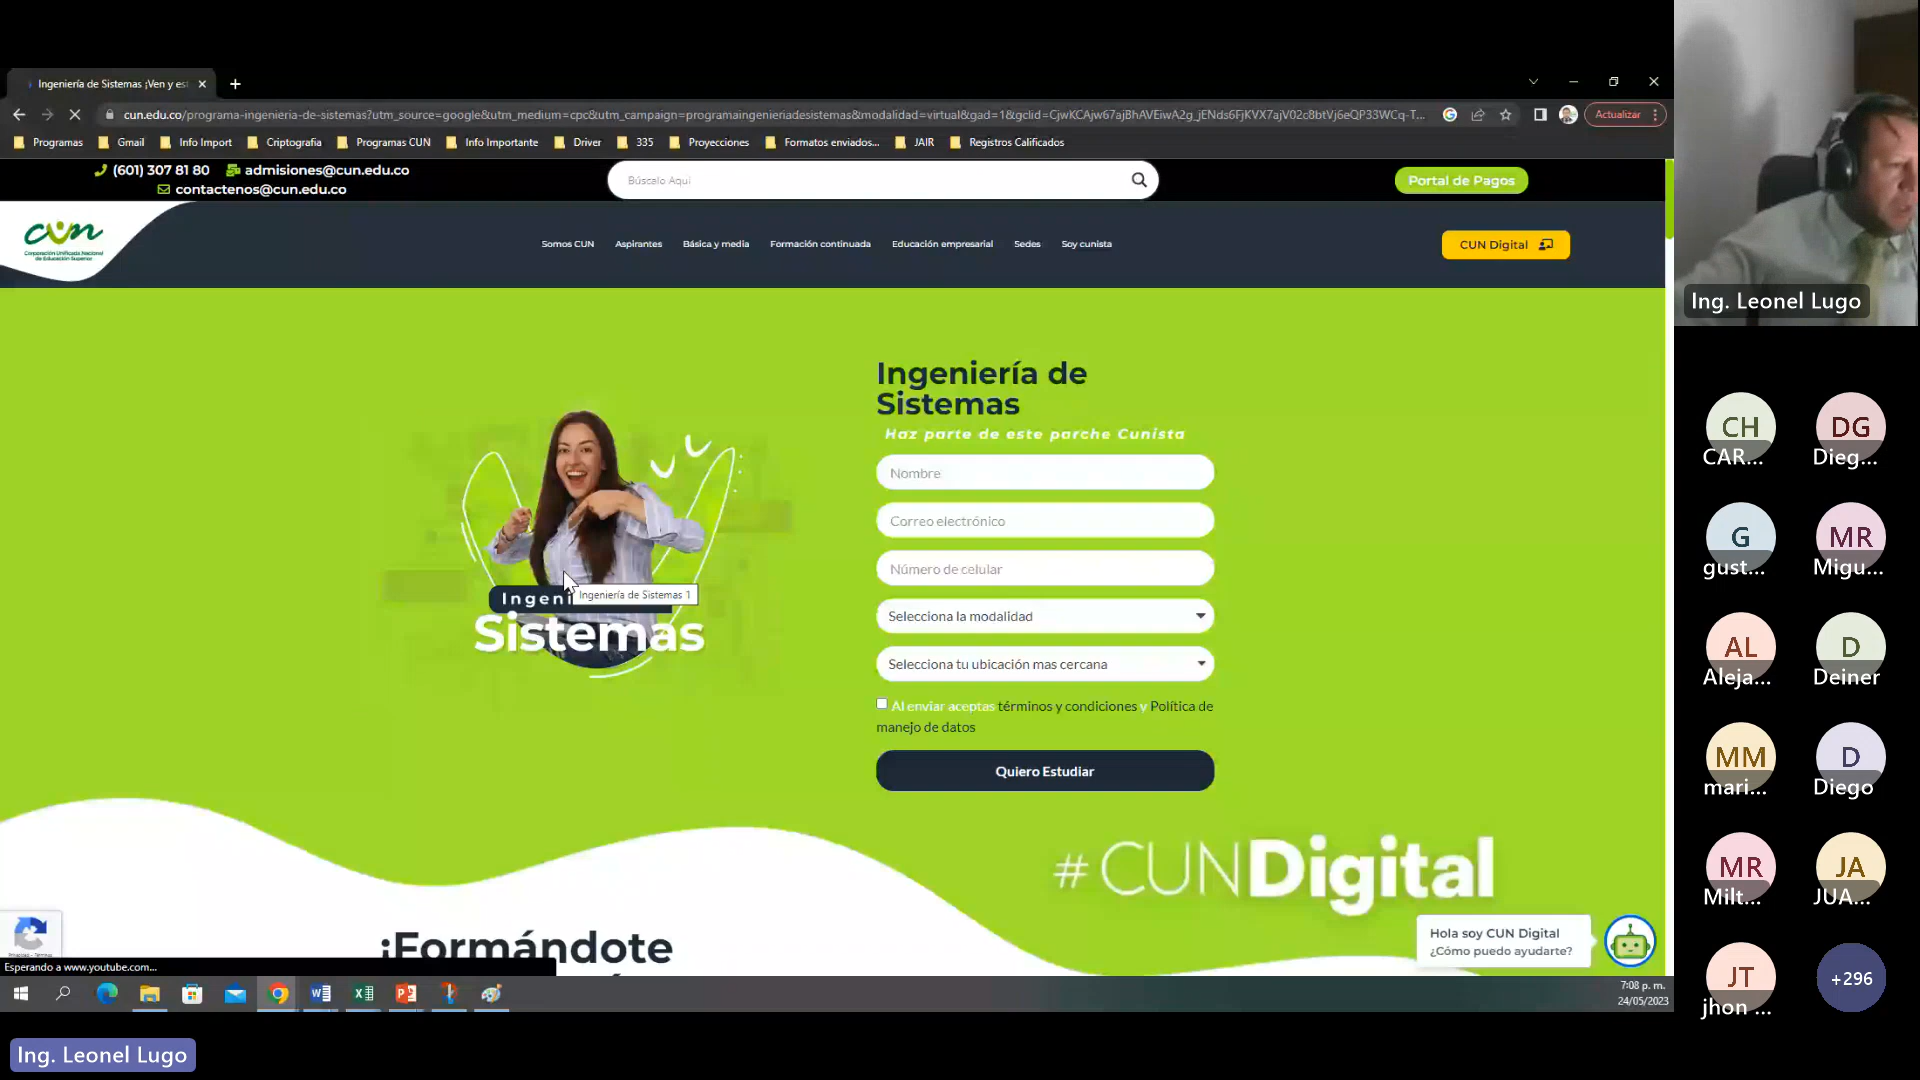 Ingeniería de Sistemas ¡Ven y est
cun.edu.co/programa-ingenieria-de-sistemas?utm_source=google&utm_medium=cpc&utm_campaign=programaingenieriadesistemas&modalidad=virtual&gad=1&gclid=CjwKCAjw67ajBhAVEiwA2g_jENds6FjKVX7ajV02c8btVj6eQP33WCq-T...
Actualizar
Programas
Gmail
Info Import
Criptografia
Programas CUN
Info Importante
Driver
335
Proyecciones
Formatos enviados...
JAIR
Registros Calificados
(601) 307 81 80
admisiones@cun.edu.co
contactenos@cun.edu.co
Búscalo Aqui
Portal de Pagos
cun
Corporación Unificada Nacional
de Educación Superior
Somos CUN
Aspirantes
Básica y media
Formación continuada
Educación empresarial
Sedes
Soy cunista
CUN Digital
Ing. Leonel Lugo
Ingeniería de
Sistemas
Haz parte de este parche Cunista
Nombre
Correo electrónico
Número de celular
Selecciona la modalidad
Selecciona tu ubicación mas cercana
Al enviar aceptas términos y condiciones y Política de
manejo de datos
Quiero Estudiar
Ingeni
Ingeniería de Sistemas 1
Sistemas
#CUNDigital
¡Formándote
Hola soy CUN Digital
¿Cómo puedo ayudarte?
Esperando a www.youtube.com...
7:08 p. m.
24/05/2023
CH
CAR...
DG
Dieg...
G
gust...
MR
Migu...
AL
Aleja...
D
Deiner
MM
mari...
D
Diego
MR
Milt...
JA
JUA...
JT
jhon ...
+296
Ing. Leonel Lugo